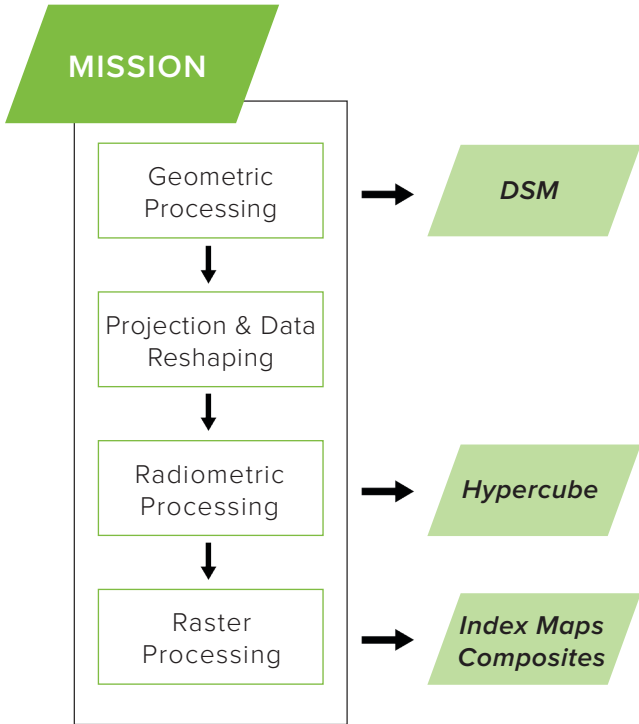 MISSION
Geometric
Processing
DSM
Projection & Data
Reshaping
Radiometric
Processing
Hypercube
Raster
Processing
Index Maps
Composites